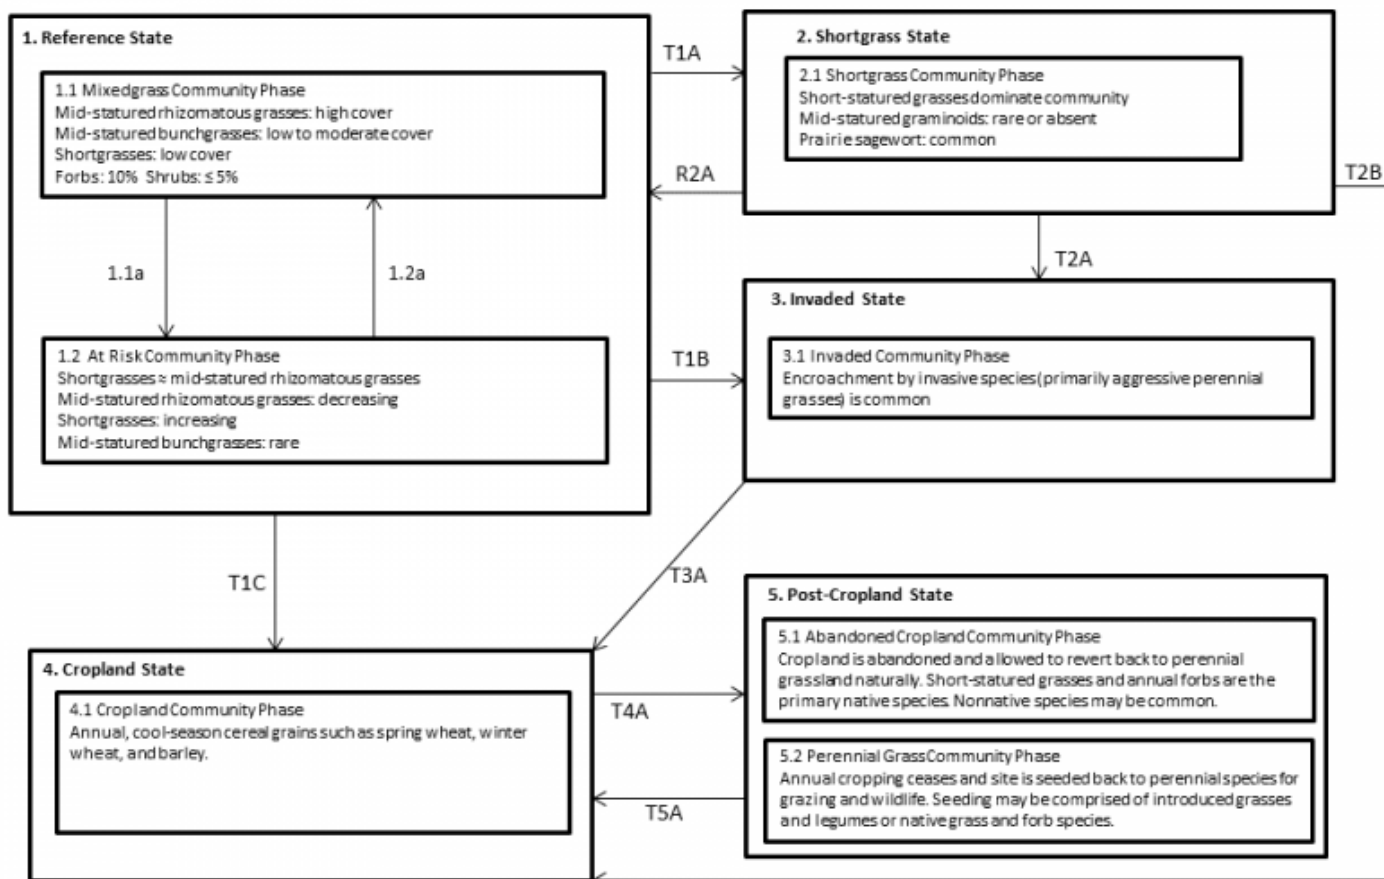 1. Reference State
1.1 Mixedgrass Community Phase
Mid-statured rhizomatous grasses: high cover
Mid-statured bunchgrasses: low to moderate cover
Shortgrasses: low cover
Forbs: 10% Shrubs: ≤ 5%
1.1a
1.2a
1.2 At Risk Community Phase
Shortgrasses ≈ mid-statured rhizomatous grasses
Mid-statured rhizomatous grasses: decreasing
Shortgrasses: increasing
Mid-statured bunchgrasses: rare
T1A
R2A
2. Shortgrass State
2.1 Shortgrass Community Phase
Short-statured grasses dominate community
Mid-statured graminoids: rare or absent
Prairie sagewort: common
T2B
T2A
T1B
3. Invaded State
3.1 Invaded Community Phase
Encroachment by invasive species (primarily aggressive perennial
grasses) is common
T1C
T3A
4. Cropland State
4.1 Cropland Community Phase
Annual, cool-season cereal grains such as spring wheat, winter
wheat, and barley.
T4A
T5A
5. Post-Cropland State
5.1 Abandoned Cropland Community Phase
Cropland is abandoned and allowed to revert back to perennial
grassland naturally. Short-statured grasses and annual forbs are the
primary native species. Nonnative species may be common.
5.2 Perennial Grass Community Phase
Annual cropping ceases and site is seeded back to perennial species for
grazing and wildlife. Seeding may be comprised of introduced grasses
and legumes or native grass and forb species.